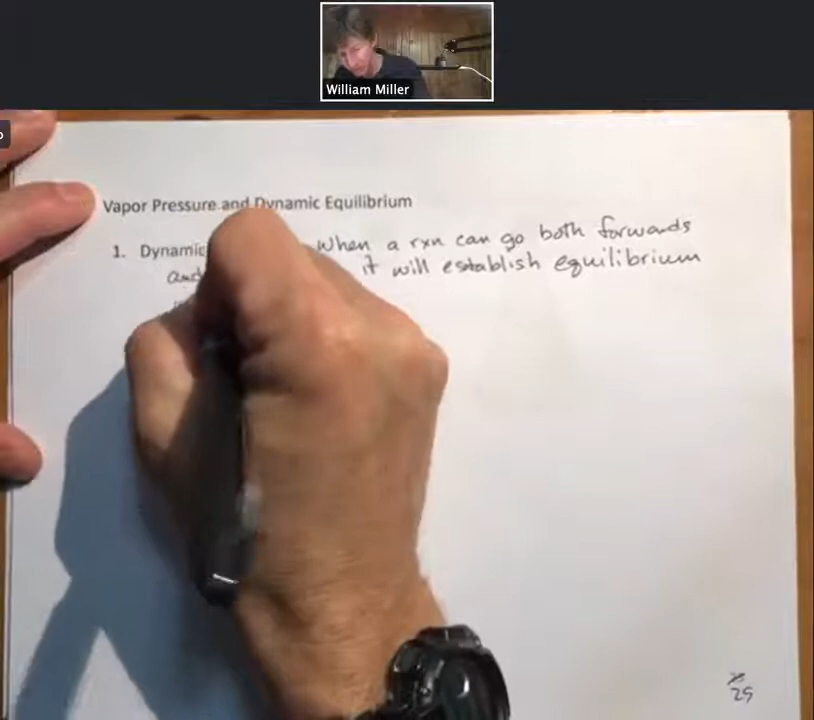 William Miller
Vapor Pressure and Dynamic Equilibrium
1. Dynamic when a rxn can go both forwards
and it will establish equilibrium
25